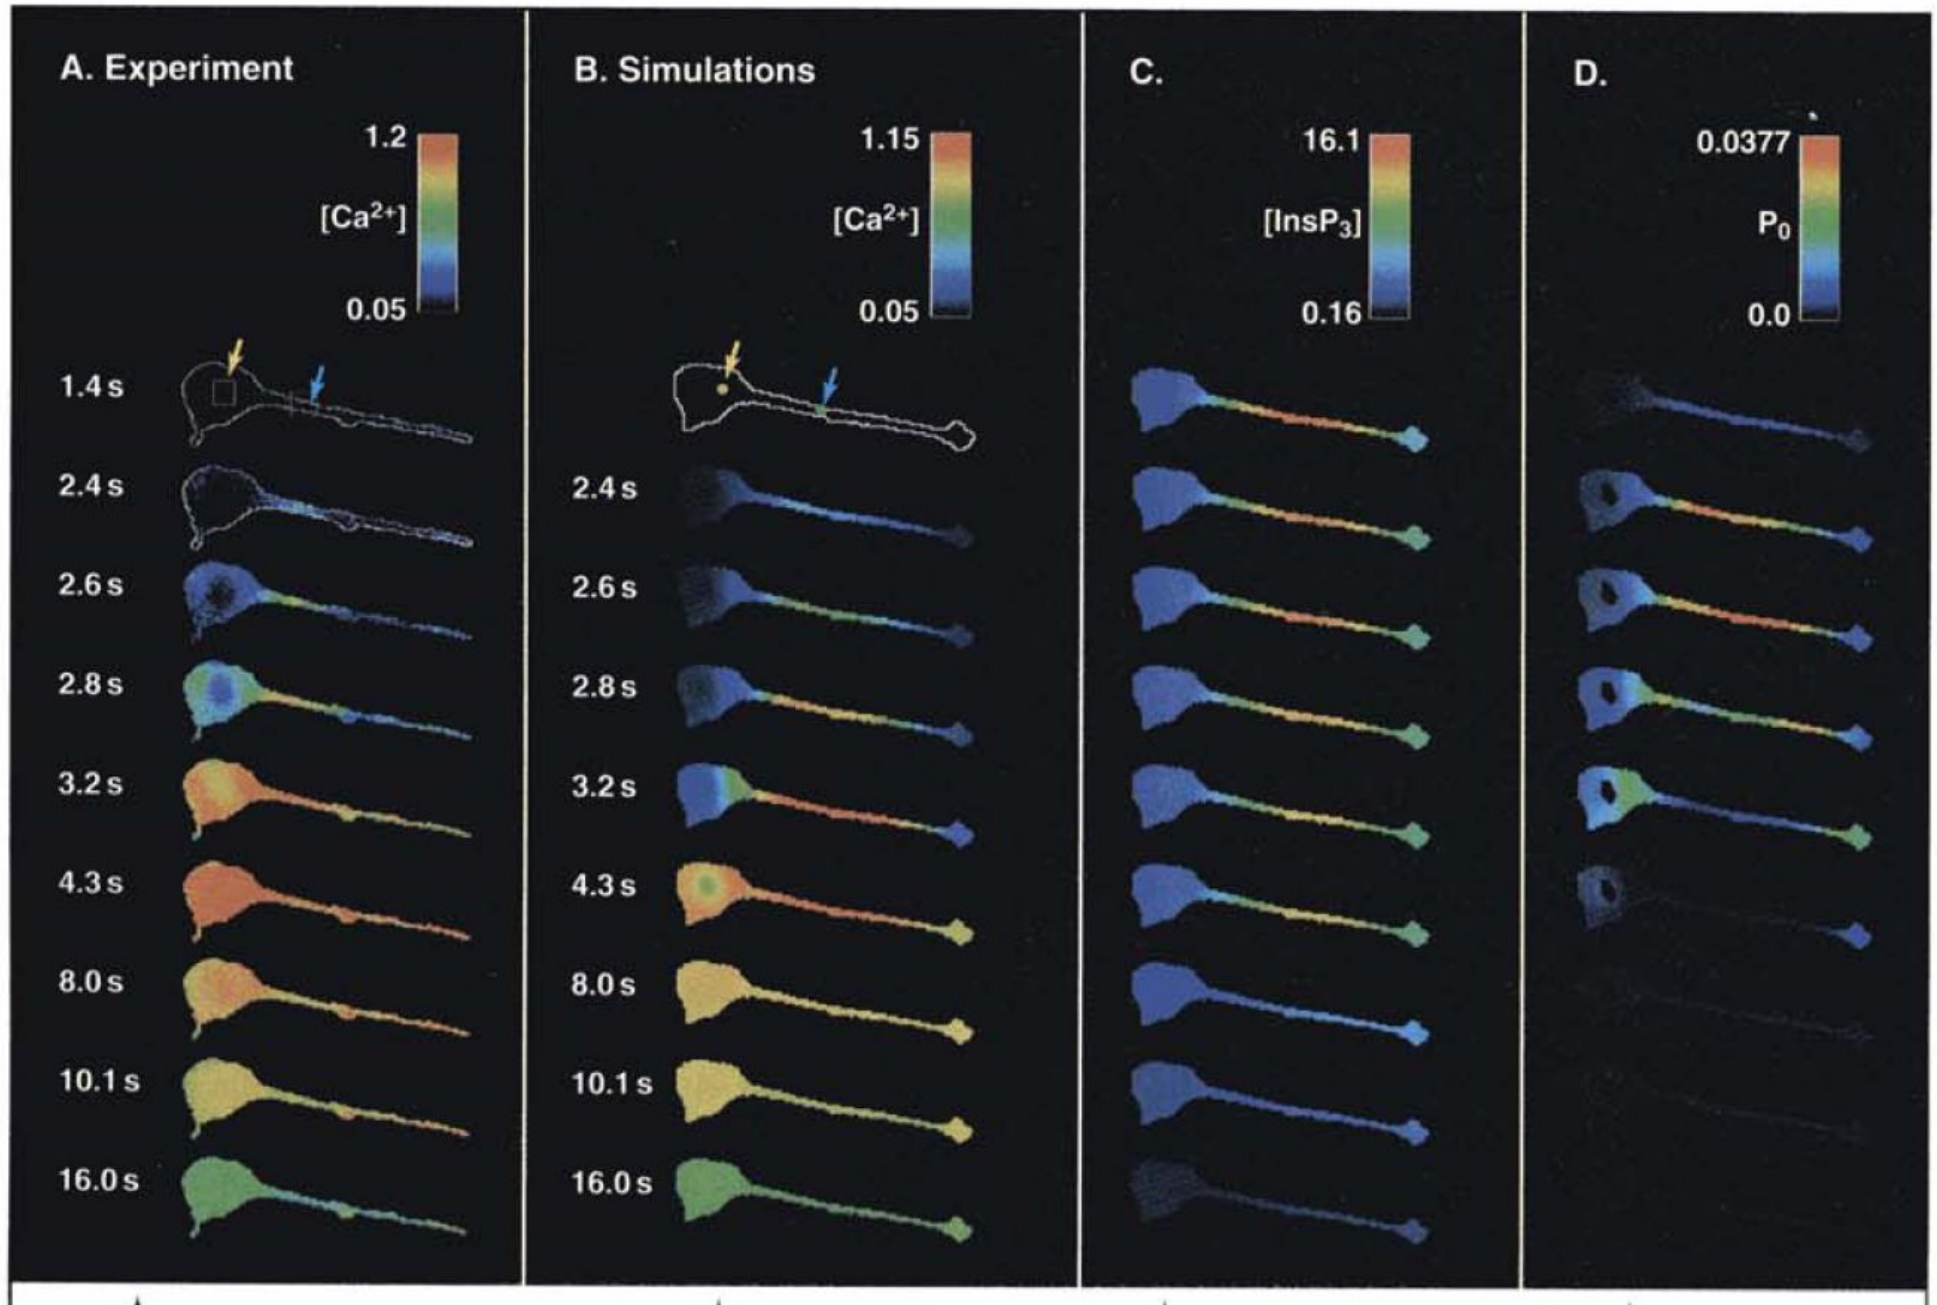 A. Experiment
1.2
[Ca²⁺]
0.05
1.4 s
2.4 s
2.6 s
2.8 s
3.2 s
4.3 s
8.0 s
10.1 s
16.0 s
B. Simulations
1.15
[Ca²⁺]
0.05
2.4 s
2.6 s
2.8 s
3.2 s
4.3 s
8.0 s
10.1 s
16.0 s
C.
16.1
[InsP₃]
0.16
D.
0.0377
P₀
0.0